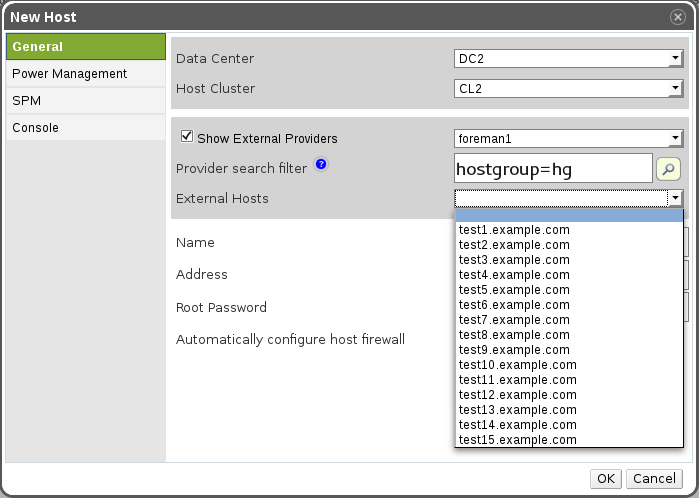 New Host
General
Power Management
SPM
Console
Data Center DC2
Host Cluster CL2
Show External Providers foreman1
Provider search filter hostgroup=hg
External Hosts
test1.example.com
test2.example.com
test3.example.com
test4.example.com
test5.example.com
test6.example.com
test7.example.com
test8.example.com
test9.example.com
test10.example.com
test11.example.com
test12.example.com
test13.example.com
test14.example.com
test15.example.com
Name
Address
Root Password
Automatically configure host firewall
OK Cancel